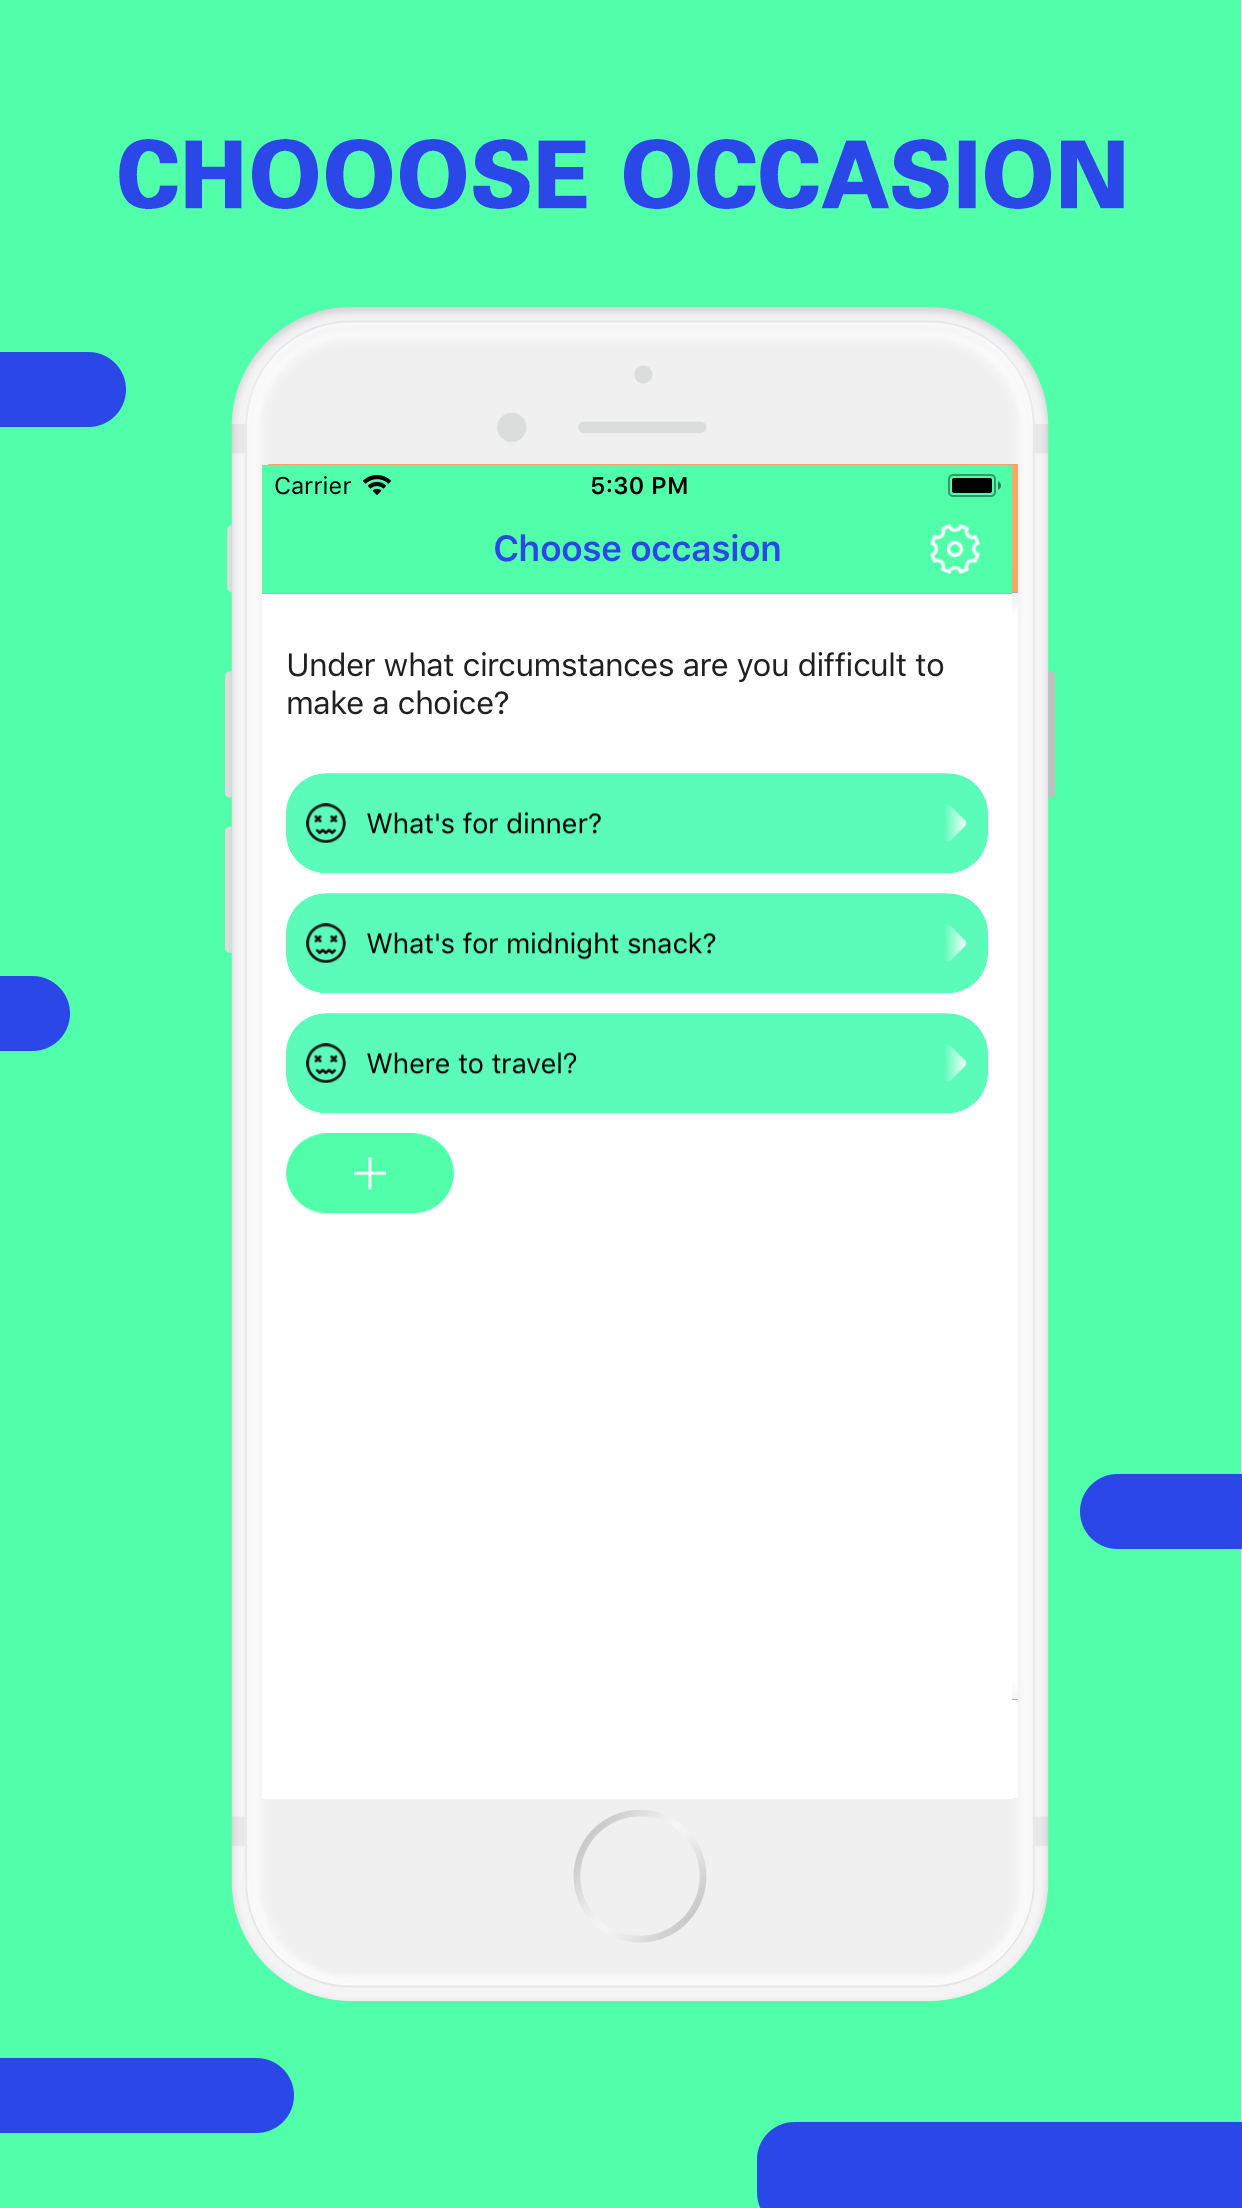 CHOOOSE OCCASION
Carrier 5:30 PM
Choose occasion
Under what circumstances are you difficult to
make a choice?
What's for dinner?
What's for midnight snack?
Where to travel?